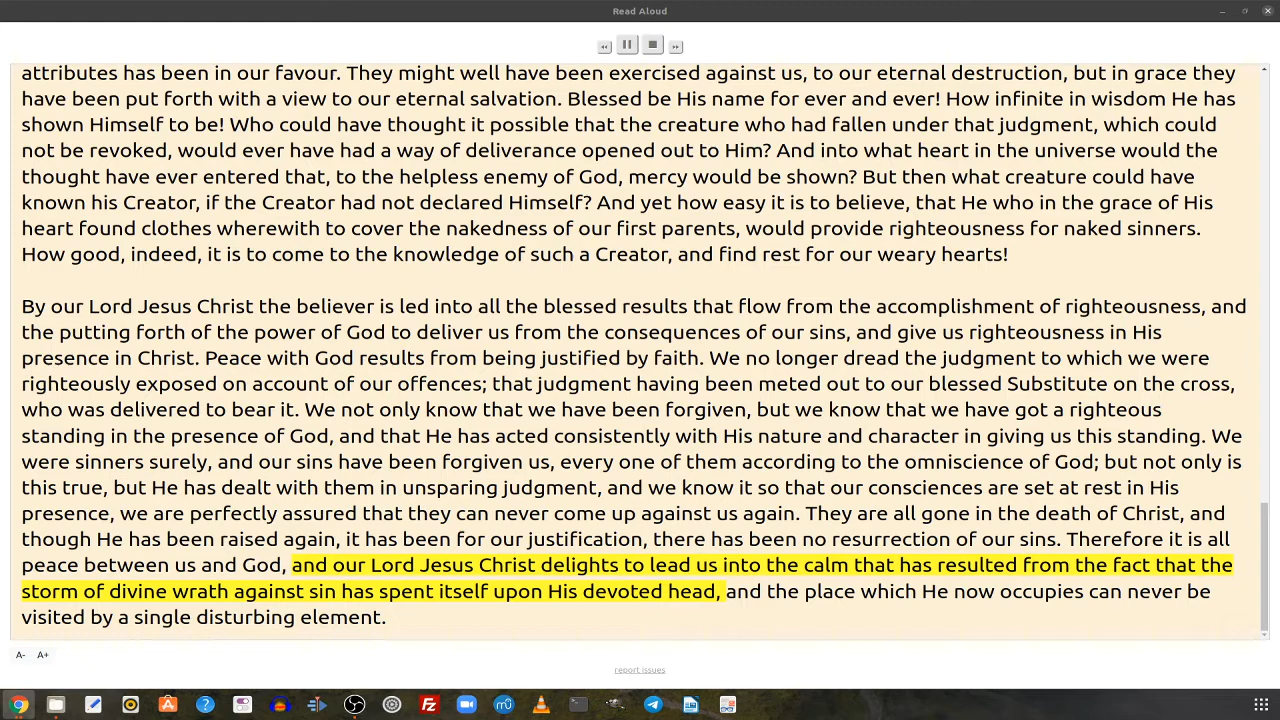 Read Aloud
attributes has been in our favour. They might well have been exercised against us, to our eternal destruction, but in grace they
have been put forth with a view to our eternal salvation. Blessed be His name for ever and ever! How infinite in wisdom He has
shown Himself to be! Who could have thought it possible that the creature who had fallen under that judgment, which could
not be revoked, would ever have had a way of deliverance opened out to Him? And into what heart in the universe would the
thought have ever entered that, to the helpless enemy of God, mercy would be shown? But then what creature could have
known his Creator, if the Creator had not declared Himself? And yet how easy it is to believe, that He who in the grace of His
heart found clothes wherewith to cover the nakedness of our first parents, would provide righteousness for naked sinners.
How good, indeed, it is to come to the knowledge of such a Creator, and find rest for our weary hearts!
By our Lord Jesus Christ the believer is led into all the blessed results that flow from the accomplishment of righteousness, and
the putting forth of the power of God to deliver us from the consequences of our sins, and give us righteousness in His
presence in Christ. Peace with God results from being justified by faith. We no longer dread the judgment to which we were
righteously exposed on account of our offences; that judgment having been meted out to our blessed Substitute on the cross,
who was delivered to bear it. We not only know that we have been forgiven, but we know that we have got a righteous
standing in the presence of God, and that He has acted consistently with His nature and character in giving us this standing. We
were sinners surely, and our sins have been forgiven us, every one of them according to the omniscience of God; but not only is
this true, but He has dealt with them in unsparing judgment, and we know it so that our consciences are set at rest in His
presence, we are perfectly assured that they can never come up against us again. They are all gone in the death of Christ, and
though He has been raised again, it has been for our justification, there has been no resurrection of our sins. Therefore it is all
peace between us and God, and our Lord Jesus Christ delights to lead us into the calm that has resulted from the fact that the
storm of divine wrath against sin has spent itself upon His devoted head, and the place which He now occupies can never be
visited by a single disturbing element.
A- A+
report issues